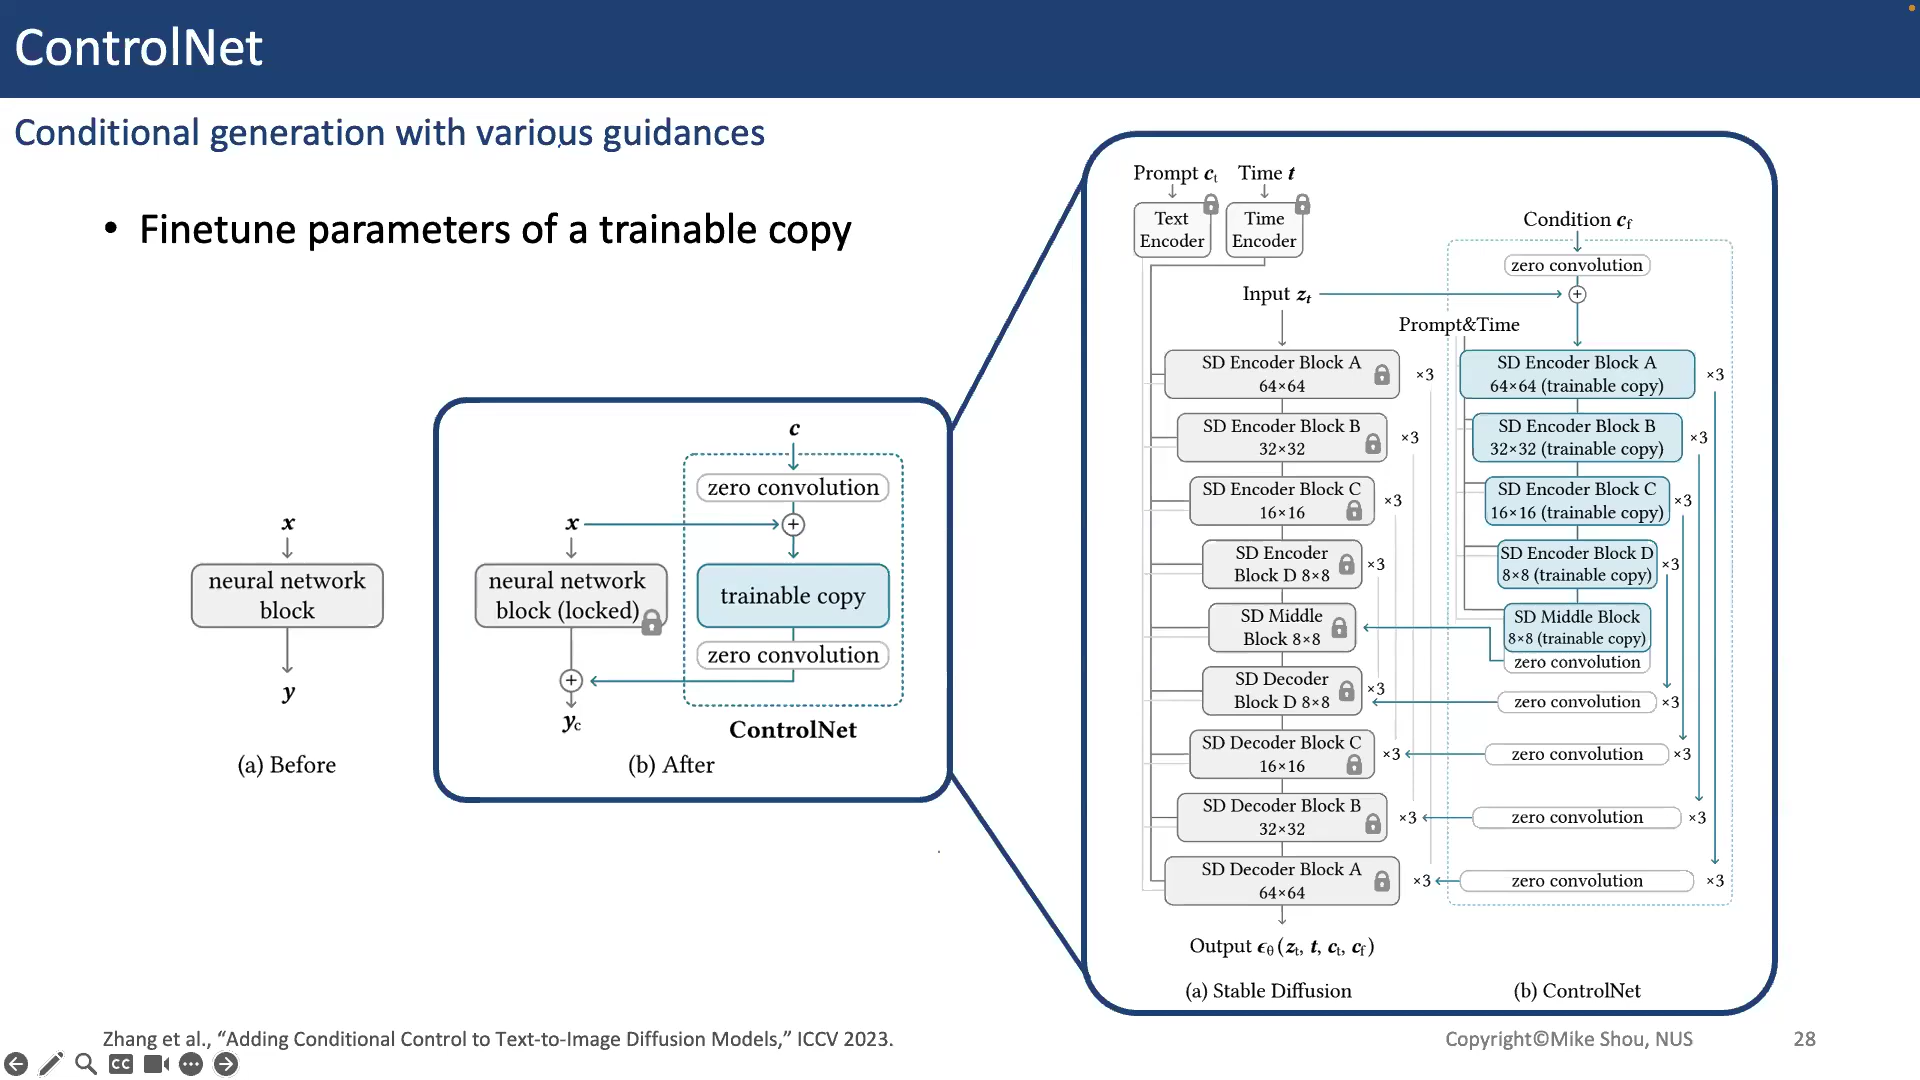 ControlNet
Conditional generation with various guidances
• Finetune parameters of a trainable copy
x
neural network
block
y
(a) Before
c
zero convolution
x
+
neural network
block (locked)
trainable copy
zero convolution
+
yc
ControlNet
(b) After
Prompt ct
Time t
Text
Encoder
Time
Encoder
Input zt
SD Encoder Block A
64×64
×3
SD Encoder Block B
32×32
×3
SD Encoder Block C
16×16
×3
SD Encoder
Block D 8×8
×3
SD Middle
Block 8×8
SD Decoder
Block D 8×8
×3
SD Decoder Block C
16×16
×3
SD Decoder Block B
32×32
×3
SD Decoder Block A
64×64
×3
Output ϵθ(zt, t, ct, cf)
(a) Stable Diffusion
Condition cf
zero convolution
+
Prompt&Time
SD Encoder Block A
64×64 (trainable copy)
×3
SD Encoder Block B
32×32 (trainable copy)
×3
SD Encoder Block C
16×16 (trainable copy)
×3
SD Encoder Block D
8×8 (trainable copy)
×3
SD Middle Block
8×8 (trainable copy)
zero convolution
zero convolution ×3
zero convolution ×3
zero convolution ×3
zero convolution ×3
(b) ControlNet
Zhang et al., “Adding Conditional Control to Text-to-Image Diffusion Models,” ICCV 2023.
Copyright©Mike Shou, NUS
28
CC